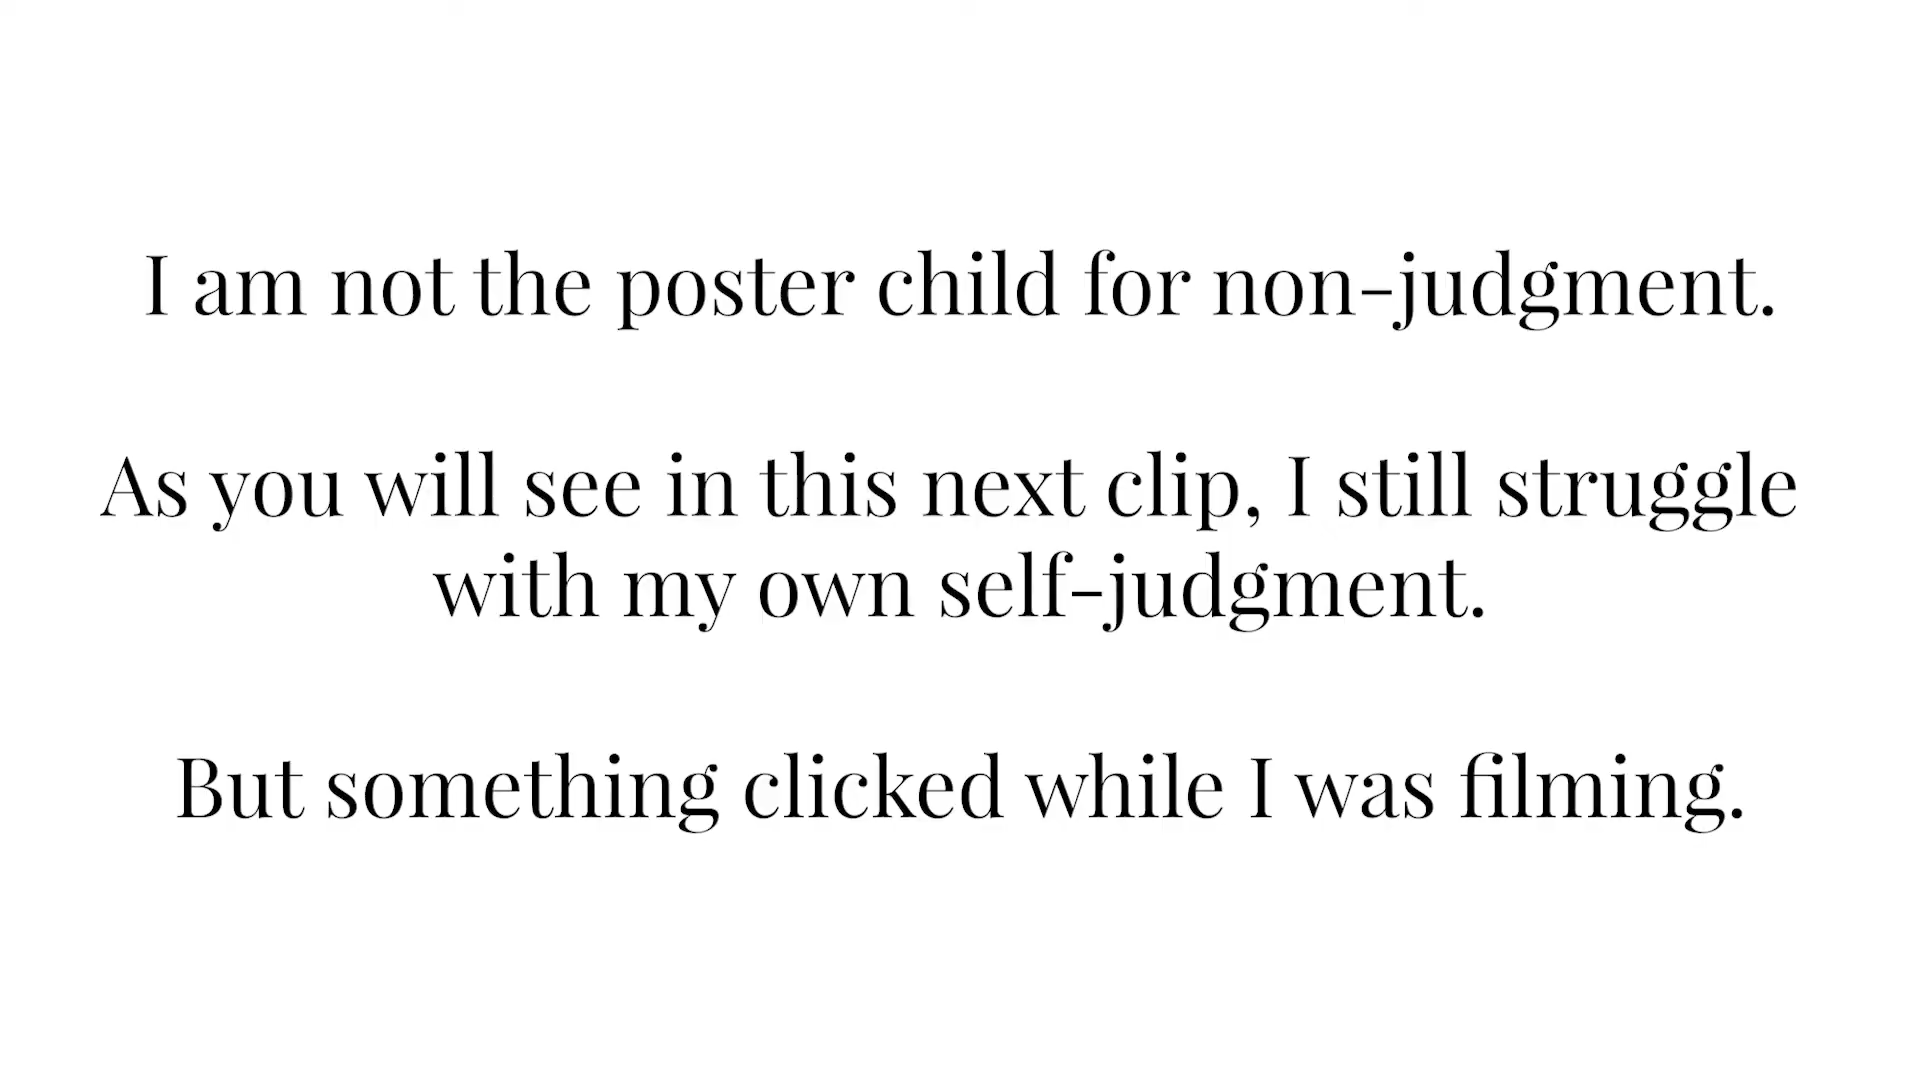 I am not the poster child for non-judgment.
As you will see in this next clip, I still struggle
with my own self-judgment.
But something clicked while I was filming.